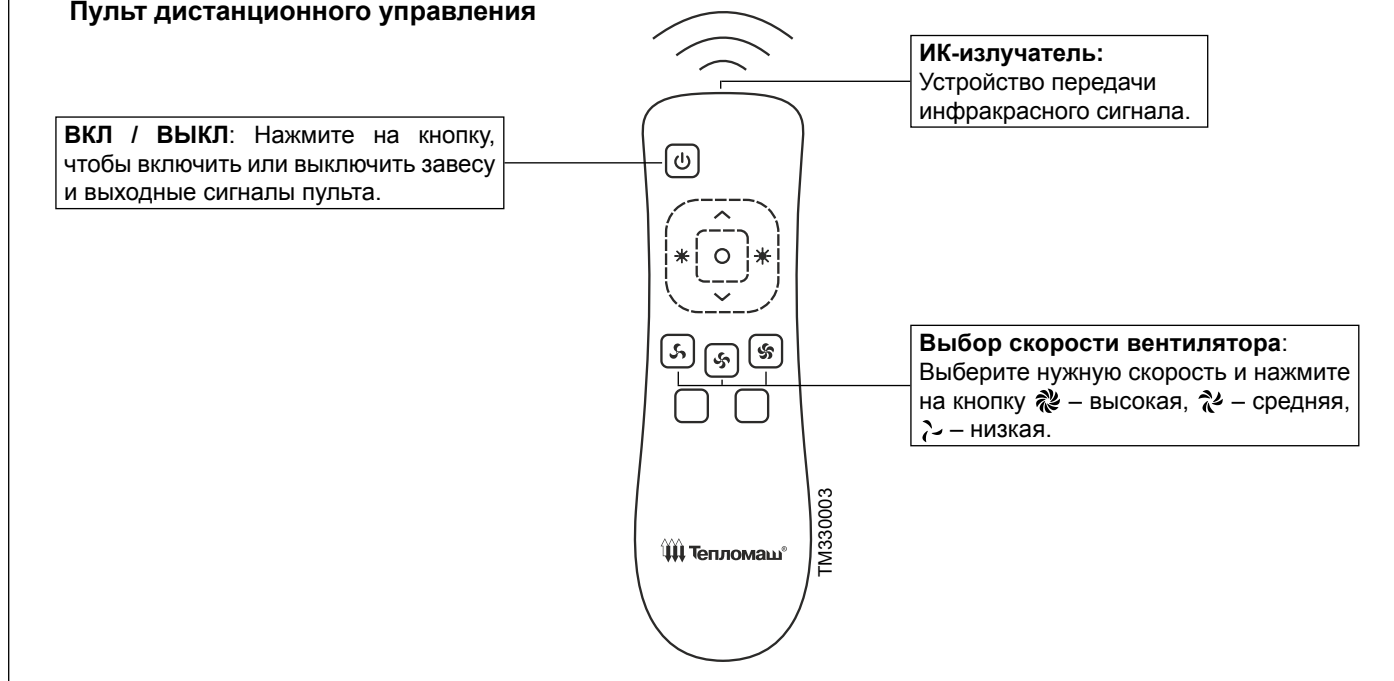 Пульт дистанционного управления
ИК-излучатель:
Устройство передачи
инфракрасного сигнала.
ВКЛ / ВЫКЛ: Нажмите на кнопку,
чтобы включить или выключить завесу
и выходные сигналы пульта.
Выбор скорости вентилятора:
Выберите нужную скорость и нажмите
на кнопку – высокая, – средняя,
– низкая.
TM330003
Тепломаш®